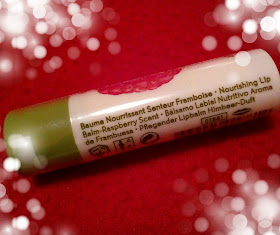 Baume Nourrissant Senteur Framboise • Nourishing Lip
Balm-Raspberry Scent • Bálsamo Labial Nutritivo Aroma
de Frambuesa • Pflegender Lipbalm Himbeer-Duft